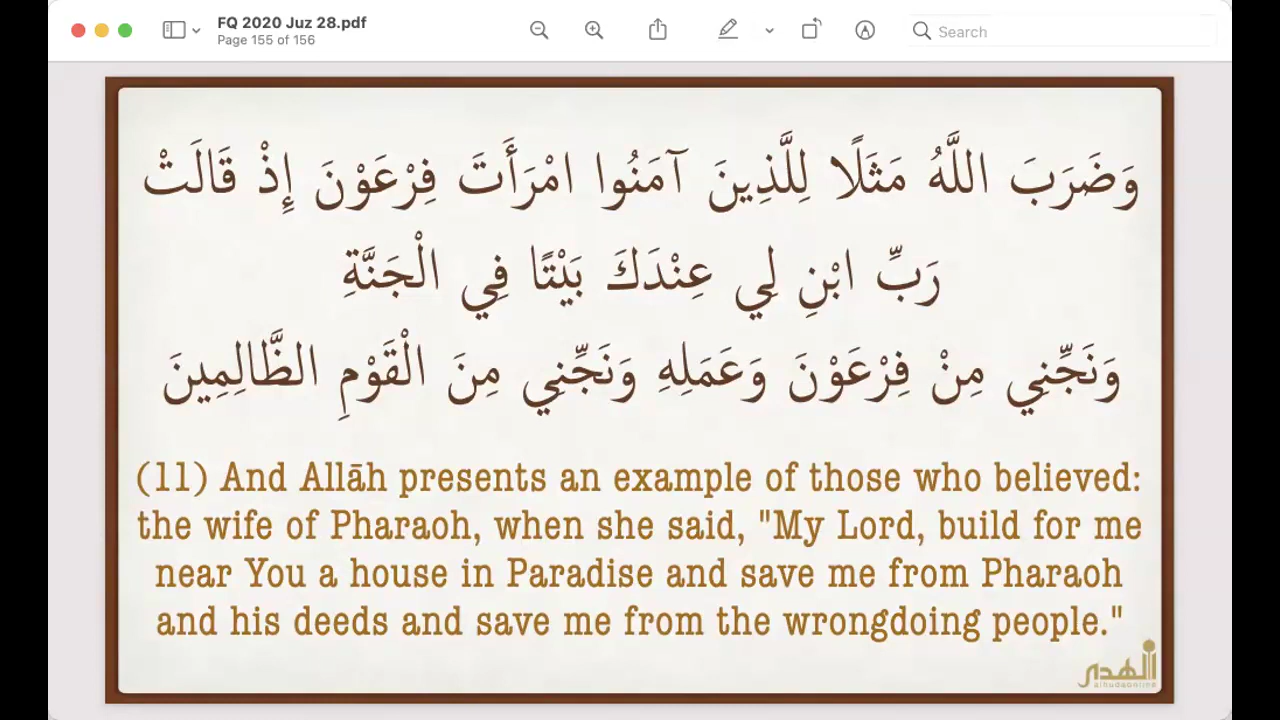 FQ 2020 Juz 28.pdf
Page 155 of 156
Search
وَضَرَبَ اللَّهُ مَثَلًا لِلَّذِينَ آمَنُوا امْرَأَتَ فِرْعَوْنَ إِذْ قَالَتْ
رَبِّ ابْنِ لِي عِنْدَكَ بَيْتًا فِي الْجَنَّةِ
وَنَجِّنِي مِنْ فِرْعَوْنَ وَعَمَلِهِ وَنَجِّنِي مِنَ الْقَوْمِ الظَّالِمِينَ
(11) And Allāh presents an example of those who believed:
the wife of Pharaoh, when she said, "My Lord, build for me
near You a house in Paradise and save me from Pharaoh
and his deeds and save me from the wrongdoing people."
الهدى
alhudaonline